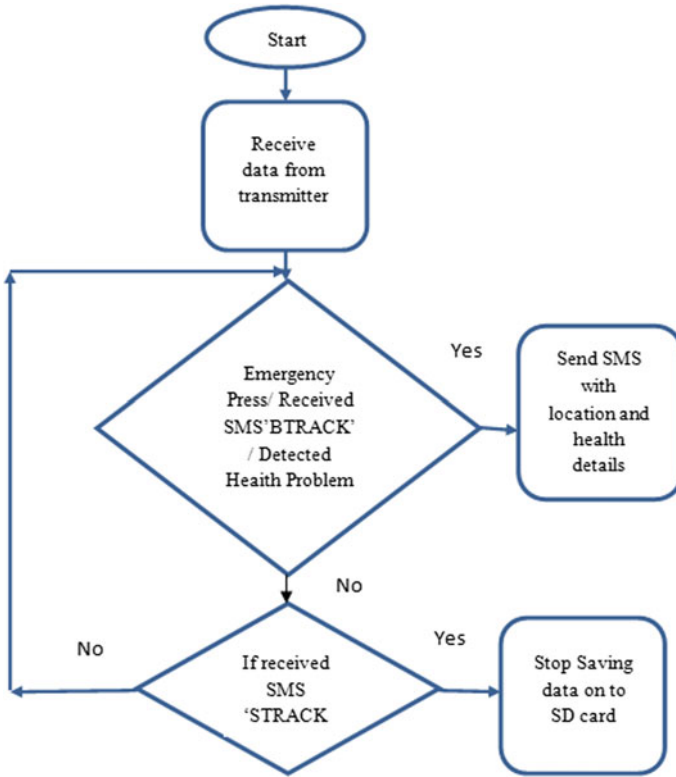 Start
Receive
data from
transmitter
Emergency
Press/ Received
SMS’BTRACK’
/ Detected
Heaith Problem
Yes
Send SMS
with
location and
health
details
No
If received
SMS
‘STRACK
No
Yes
Stop Saving
data on to
SD card